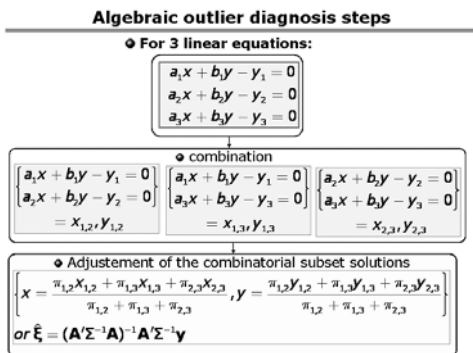 Algebraic outlier diagnosis steps
For 3 linear equations:
a₁x + b₁y − y₁ = 0
a₂x + b₂y − y₂ = 0
a₃x + b₃y − y₃ = 0
combination
{a₁x + b₁y − y₁ = 0} {a₁x + b₁y − y₁ = 0} {a₂x + b₂y − y₂ = 0}
{a₂x + b₂y − y₂ = 0} {a₃x + b₃y − y₃ = 0} {a₃x + b₃y − y₃ = 0}
= x₁,₂, y₁,₂ = x₁,₃, y₁,₃ = x₂,₃, y₂,₃
Adjustement of the combinatorial subset solutions
{x = (π₁,₂x₁,₂ + π₁,₃x₁,₃ + π₂,₃x₂,₃) / (π₁,₂ + π₁,₃ + π₂,₃), y = (π₁,₂y₁,₂ + π₁,₃y₁,₃ + π₂,₃y₂,₃) / (π₁,₂ + π₁,₃ + π₂,₃)}
or ξ̂ = (A′Σ⁻¹A)⁻¹A′Σ⁻¹y